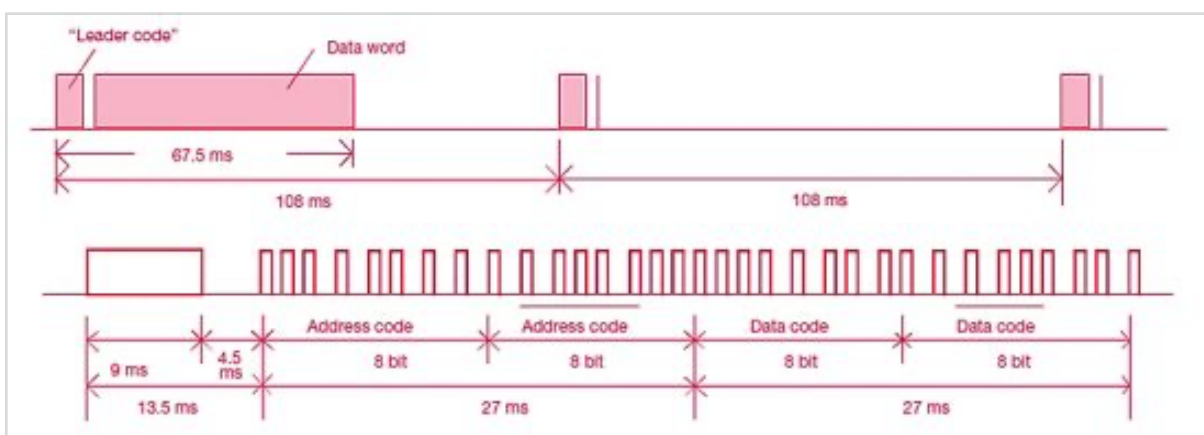 "Leader code"
Data word
67.5 ms
108 ms
108 ms
Address code
Address code
Data code
Data code
9 ms
4.5 ms
8 bit
8 bit
8 bit
8 bit
13.5 ms
27 ms
27 ms